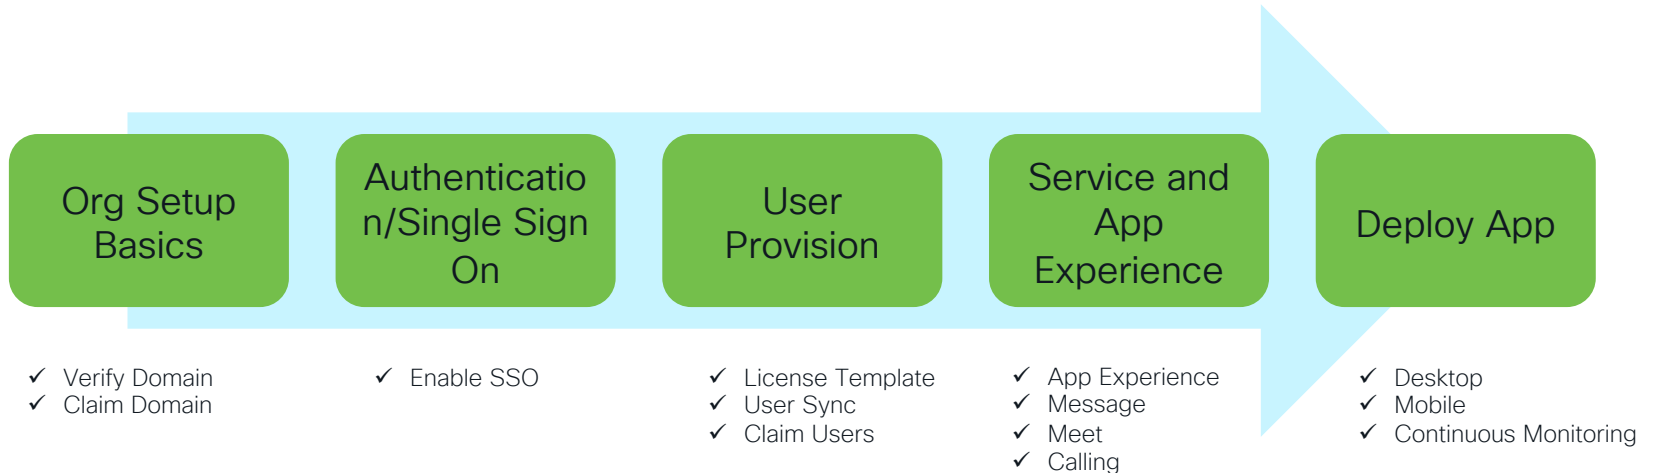 Org Setup
Basics
Authenticatio
n/Single Sign
On
User
Provision
Service and
App
Experience
Deploy App
✓ Verify Domain
✓ Claim Domain
✓ Enable SSO
✓ License Template
✓ User Sync
✓ Claim Users
✓ App Experience
✓ Message
✓ Meet
✓ Calling
✓ Desktop
✓ Mobile
✓ Continuous Monitoring